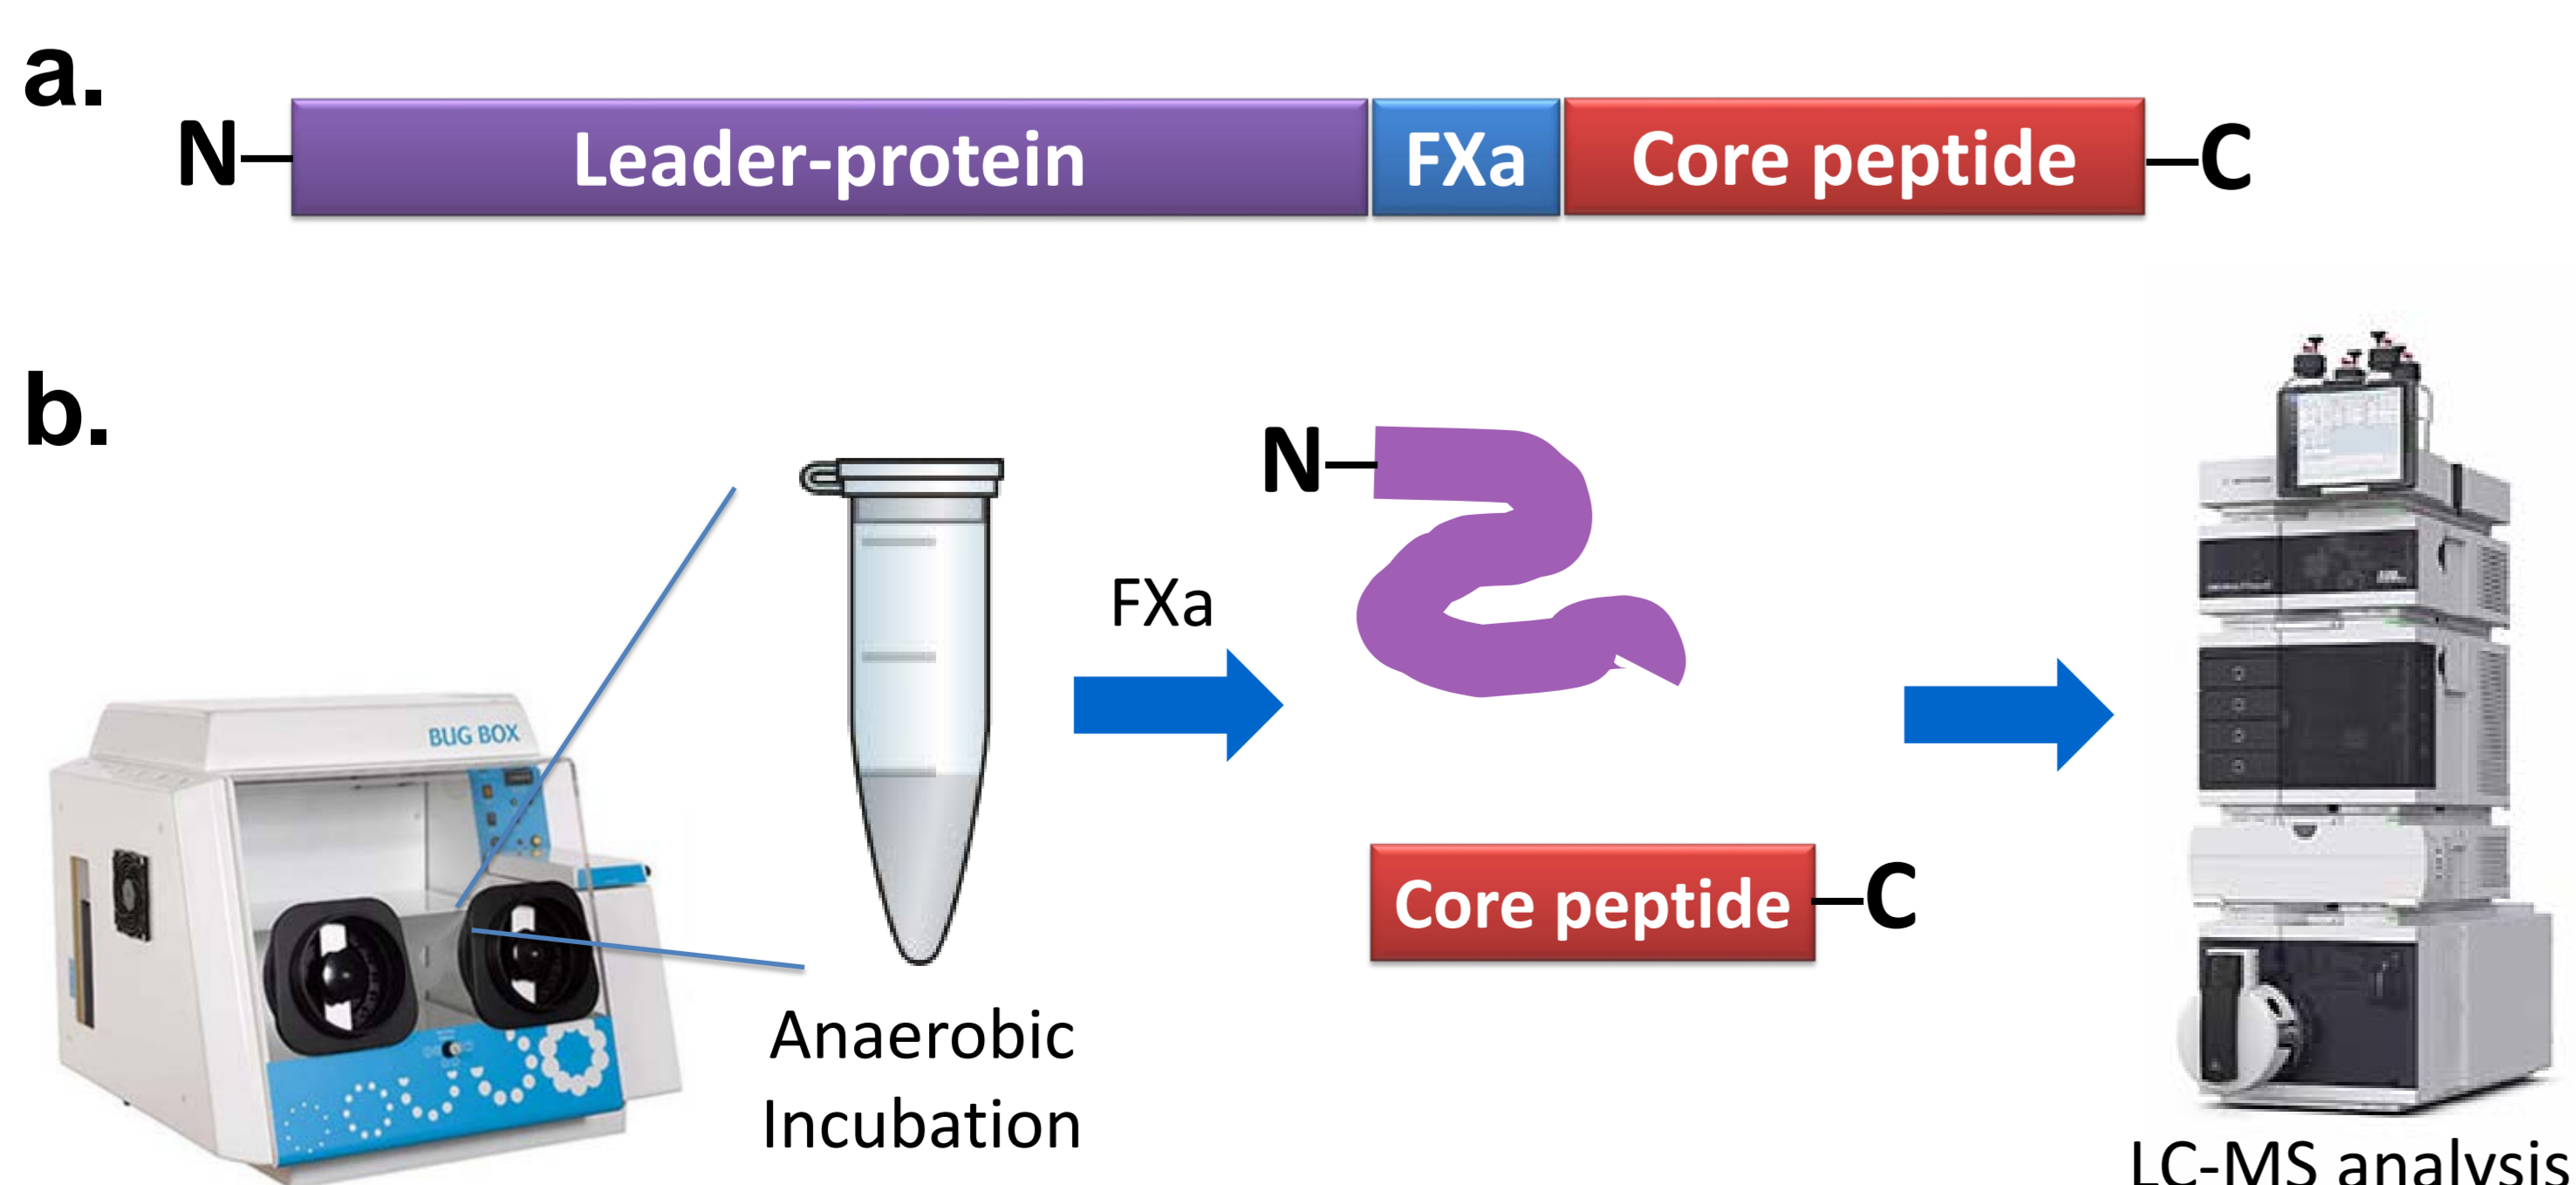 a.
N
Leader-protein
FXa
Core peptide
C
b.
BUG BOX
FXa
N
Core peptide
C
Anaerobic
Incubation
LC-MS analysis